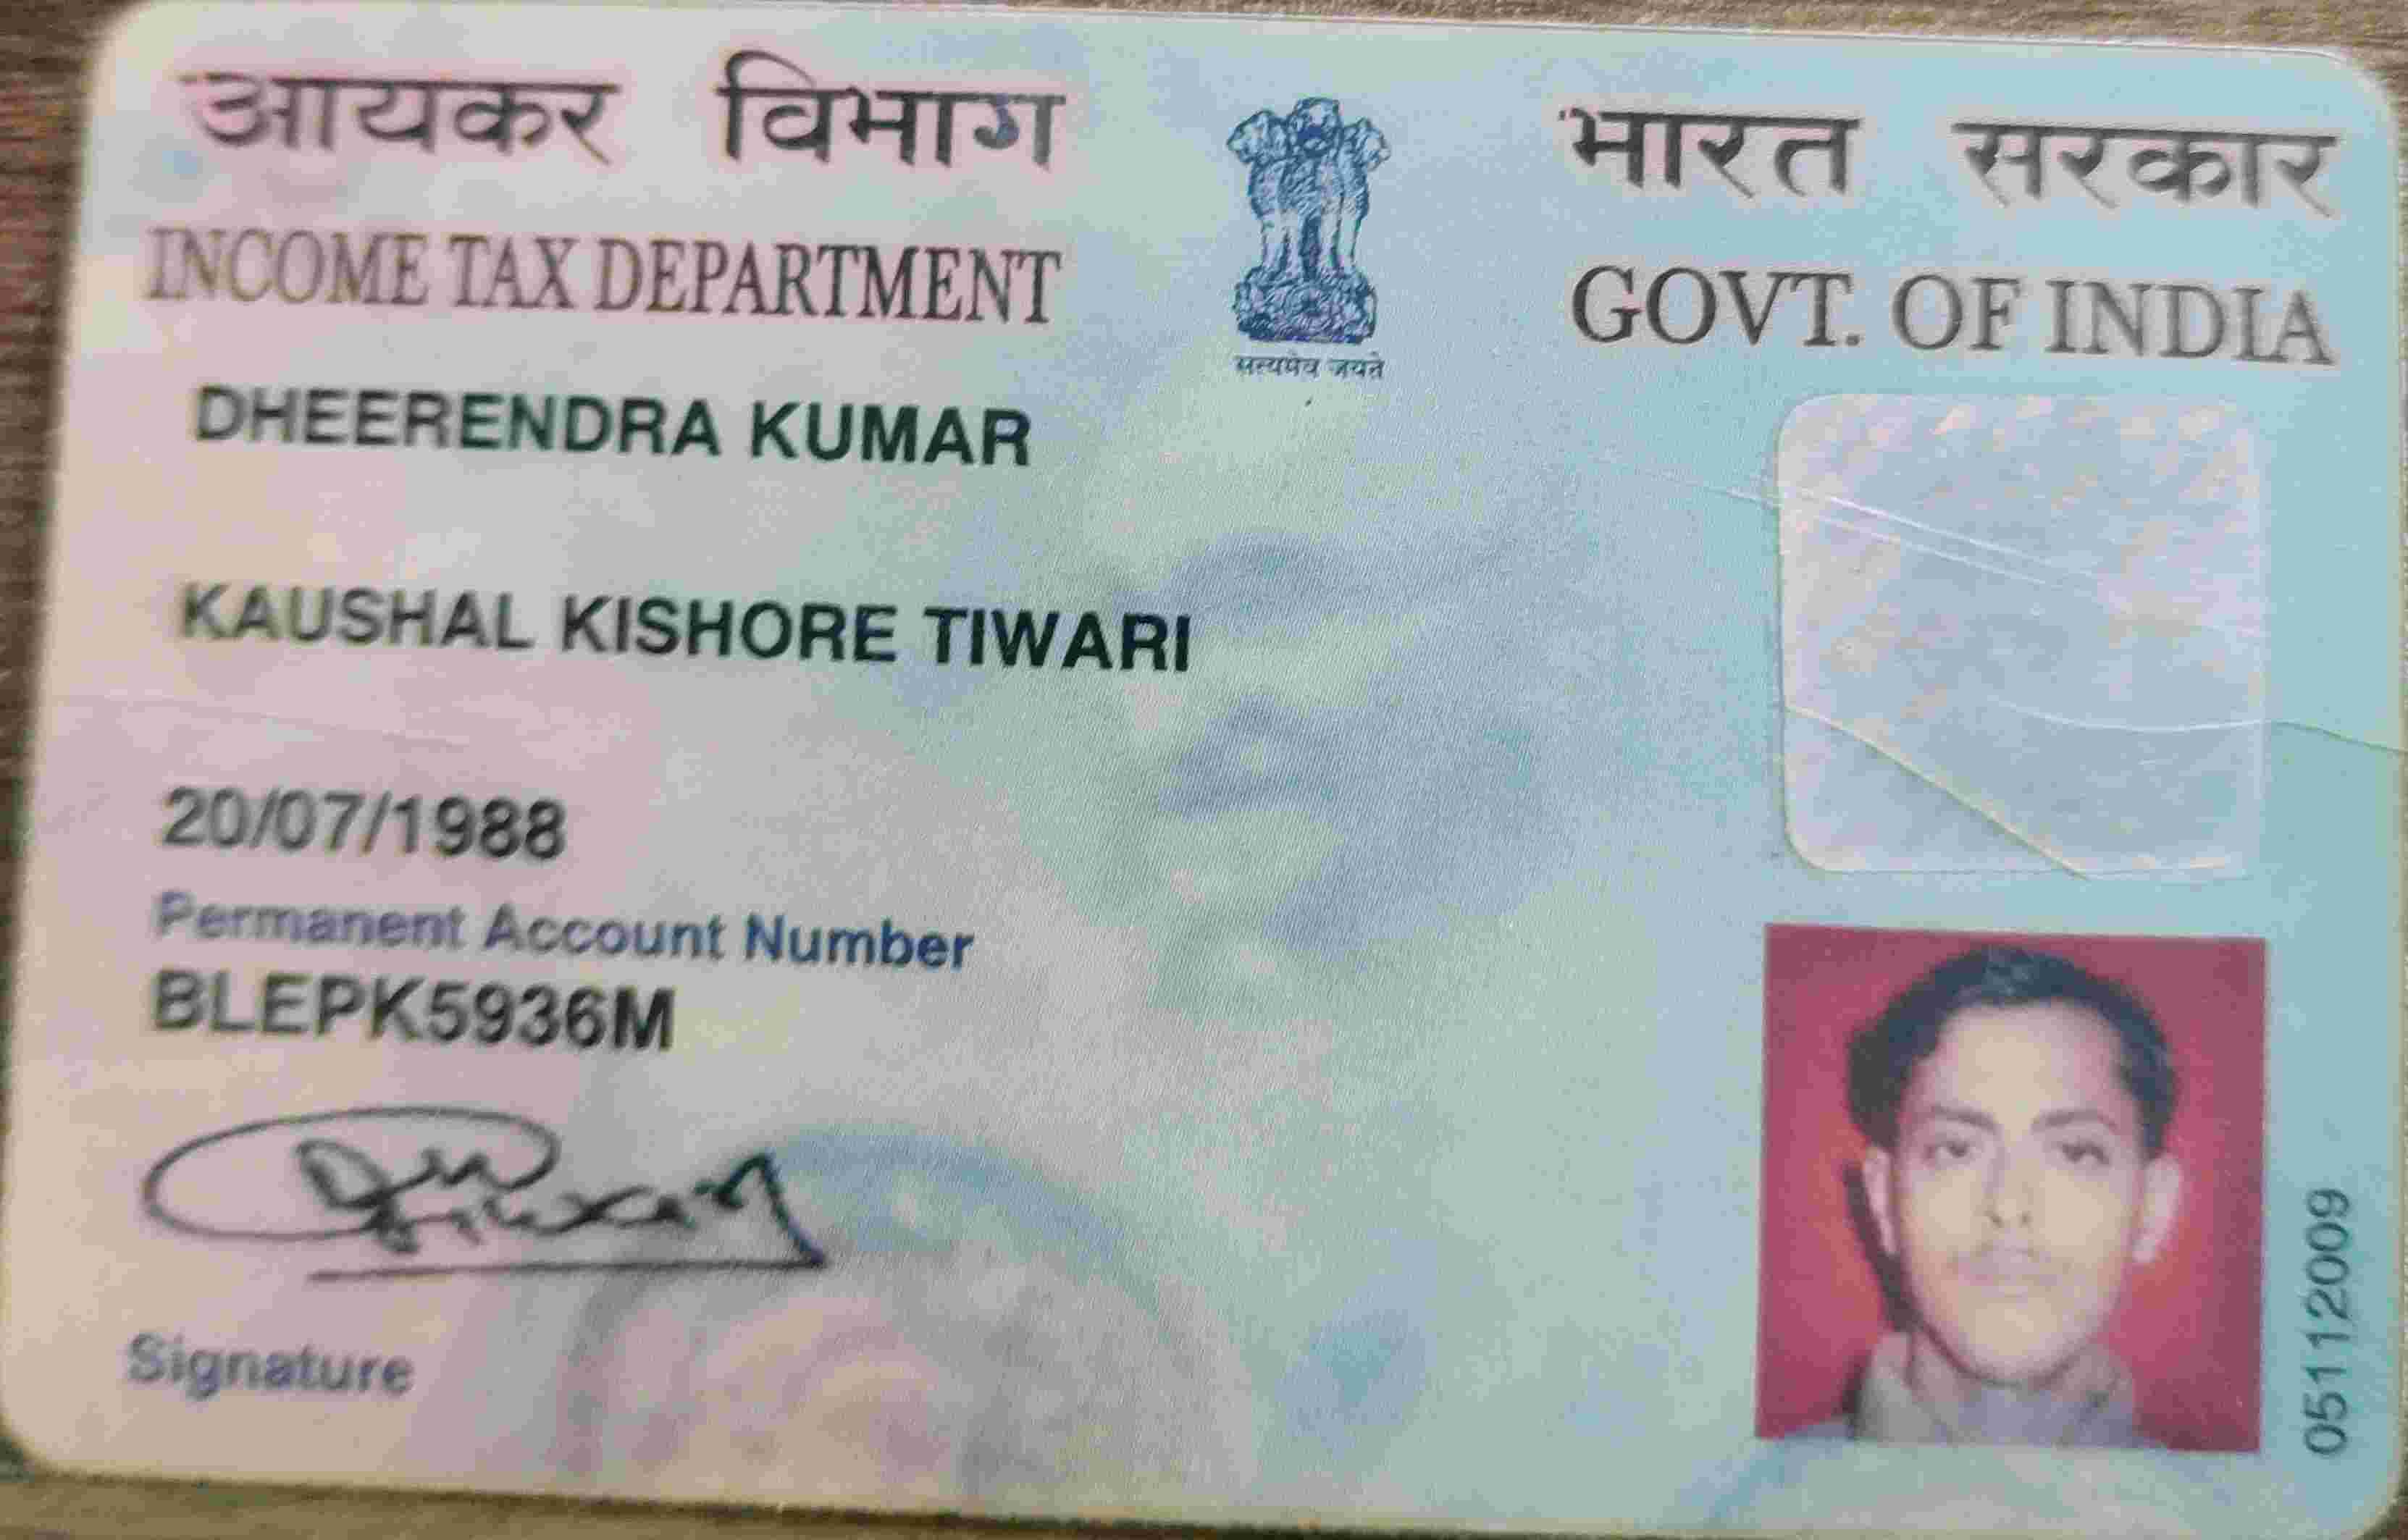 आयकर विभाग
INCOME TAX DEPARTMENT
सत्यमेव जयते
भारत सरकार
GOVT. OF INDIA
DHEERENDRA KUMAR
KAUSHAL KISHORE TIWARI
20/07/1988
Permanent Account Number
BLEPK5936M
Signature
05112009